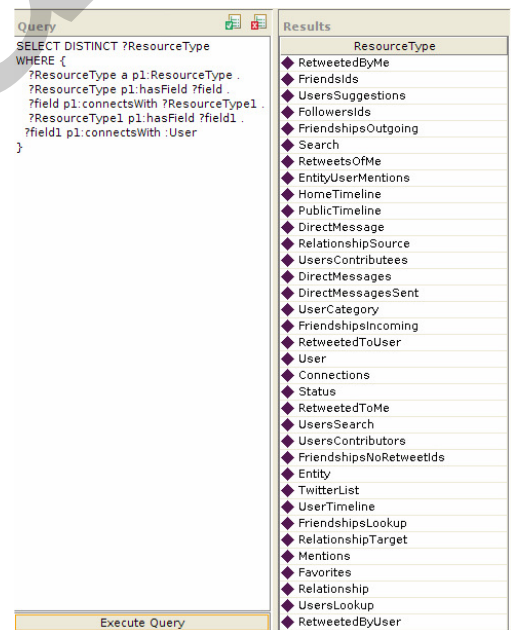 Query
SELECT DISTINCT ?ResourceType
WHERE {
?ResourceType a p1:ResourceType .
?ResourceType p1:hasField ?field .
?field p1:connectsWith ?ResourceType1 .
?ResourceType1 p1:hasField ?field1 .
?field1 p1:connectsWith :User
}
Execute Query
Results
ResourceType
RetweetedByMe
FriendsIds
UsersSuggestions
FollowersIds
FriendshipsOutgoing
Search
RetweetsOfMe
EntityUserMentions
HomeTimeline
PublicTimeline
DirectMessage
RelationshipSource
UsersContributees
DirectMessages
DirectMessagesSent
UserCategory
FriendshipsIncoming
RetweetedToUser
User
Connections
Status
RetweetedToMe
UsersSearch
UsersContributors
FriendshipsNoRetweetIds
Entity
TwitterList
UserTimeline
FriendshipsLookup
RelationshipTarget
Mentions
Favorites
Relationship
UsersLookup
RetweetedByUser